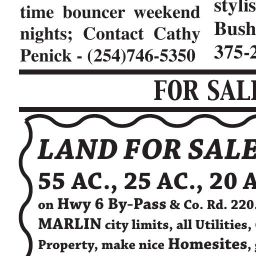 time bouncer weekend
nights; Contact Cathy
Penick - (254)746-5350
Bush
375-2
FOR SAL
LAND FOR SALE
55 AC., 25 AC., 20 A
on Hwy 6 By-Pass & Co. Rd. 220
MARLIN city limits, all Utilities,
Property, make nice Homesites,